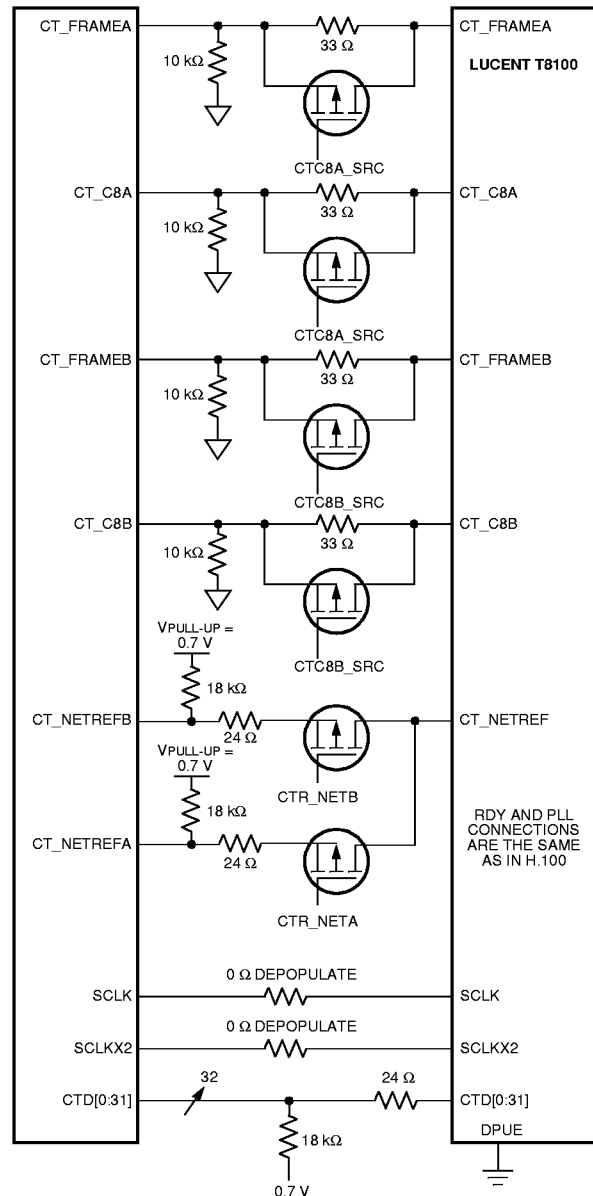 CT_FRAMEA
33 Ω
CT_FRAMEA
10 kΩ
LUCENT T8100
CTC8A_SRC
CT_C8A
33 Ω
CT_C8A
10 kΩ
CTC8A_SRC
CT_FRAMEB
33 Ω
CT_FRAMEB
10 kΩ
CTC8B_SRC
CT_C8B
33 Ω
CT_C8B
10 kΩ
CTC8B_SRC
VPULL-UP =
0.7 V
18 kΩ
CT_NETREFB
24 Ω
CT_NETREF
CTR_NETB
VPULL-UP =
0.7 V
18 kΩ
CT_NETREFA
24 Ω
CTR_NETA
RDY AND PLL
CONNECTIONS
ARE THE SAME
AS IN H.100
0 Ω DEPOPULATE
SCLK
SCLK
0 Ω DEPOPULATE
SCLKX2
SCLKX2
CTD[0:31]
32
24 Ω
CTD[0:31]
18 kΩ
0.7 V
DPUE